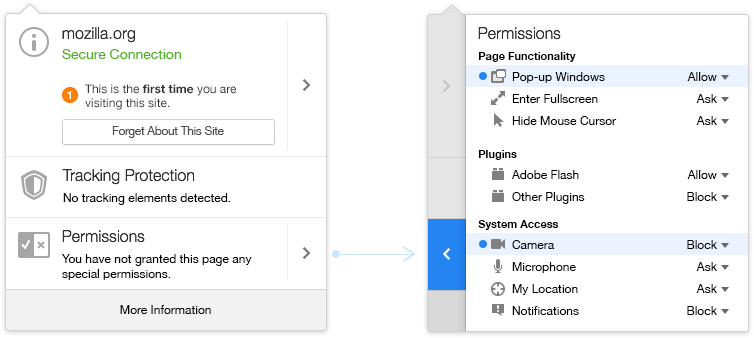 mozilla.org
Secure Connection
1 This is the first time you are
visiting this site.
Forget About This Site
Tracking Protection
No tracking elements detected.
Permissions
You have not granted this page any
special permissions.
More Information
Permissions
Page Functionality
Pop-up Windows Allow
Enter Fullscreen Ask
Hide Mouse Cursor Ask
Plugins
Adobe Flash Allow
Other Plugins Block
System Access
Camera Block
Microphone Ask
My Location Ask
Notifications Block